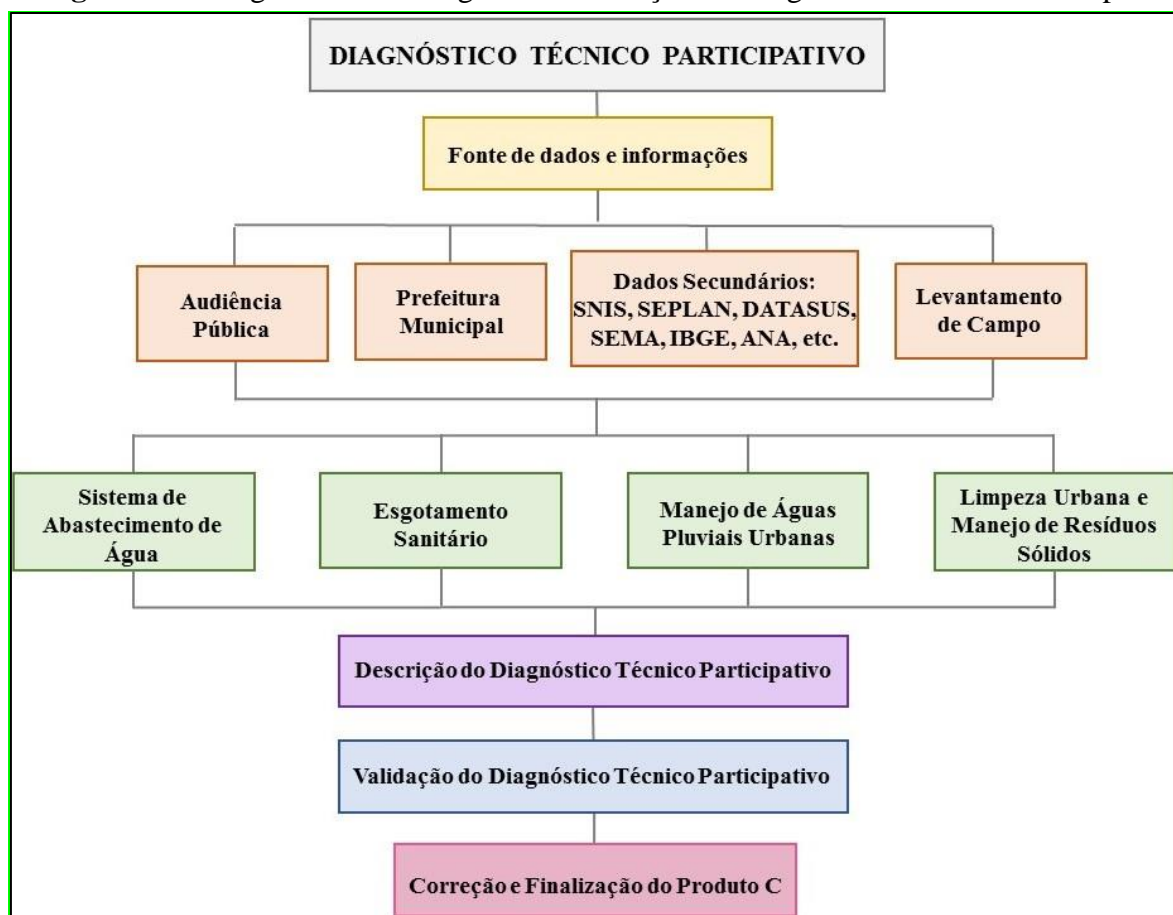 DIAGNÓSTICO TÉCNICO PARTICIPATIVO
Fonte de dados e informações
Audiência
Pública
Prefeitura
Municipal
Dados Secundários:
SNIS, SEPLAN, DATASUS,
SEMA, IBGE, ANA, etc.
Levantamento
de Campo
Sistema de
Abastecimento de
Água
Esgotamento
Sanitário
Manejo de Águas
Pluviais Urbanas
Limpeza Urbana e
Manejo de Resíduos
Sólidos
Descrição do Diagnóstico Técnico Participativo
Validação do Diagnóstico Técnico Participativo
Correção e Finalização do Produto C